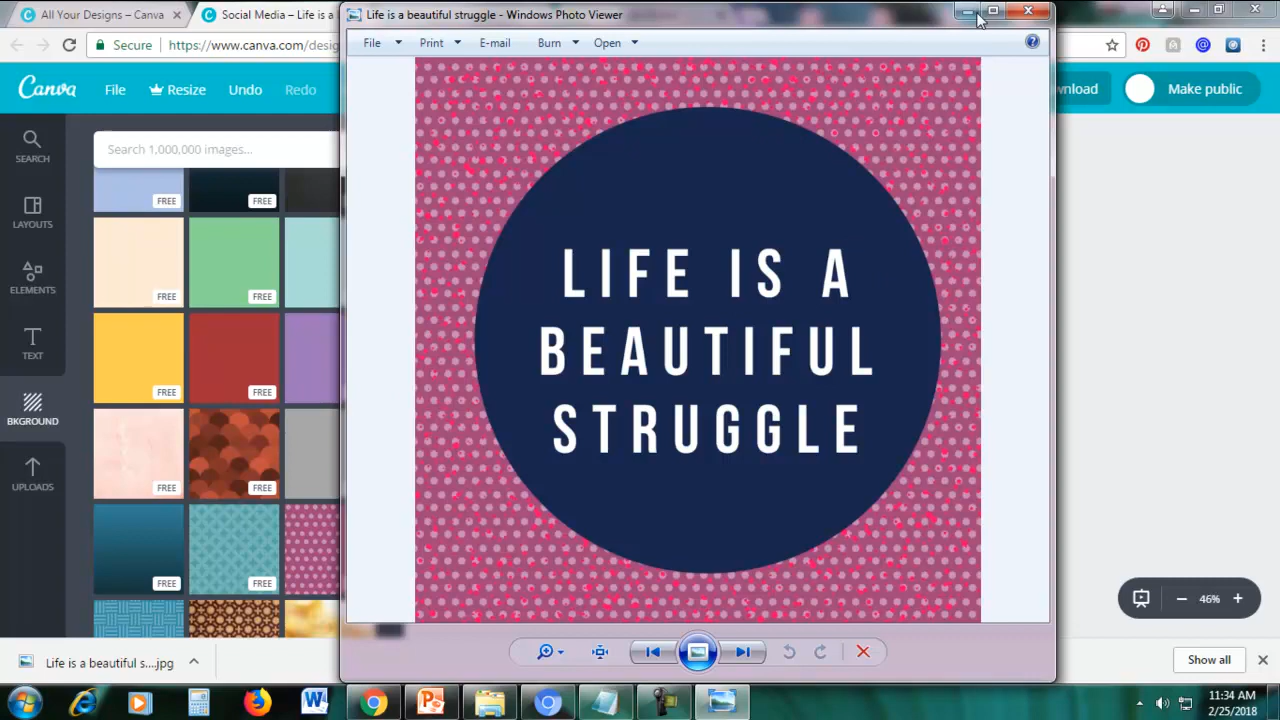 All Your Designs – Canva
Social Media – Life is a
Life is a beautiful struggle - Windows Photo Viewer
Secure
https://www.canva.com/desig
File
Print
E-mail
Burn
Open
Canva
File
Resize
Undo
Redo
wnload
Make public
SEARCH
LAYOUTS
ELEMENTS
TEXT
BKGROUND
UPLOADS
Search 1,000,000 images...
FREE
FREE
FREE
FREE
FREE
FREE
FREE
FREE
FREE
FREE
LIFE IS A
BEAUTIFUL
STRUGGLE
46%
Life is a beautiful s....jpg
Show all
11:34 AM
2/25/2018